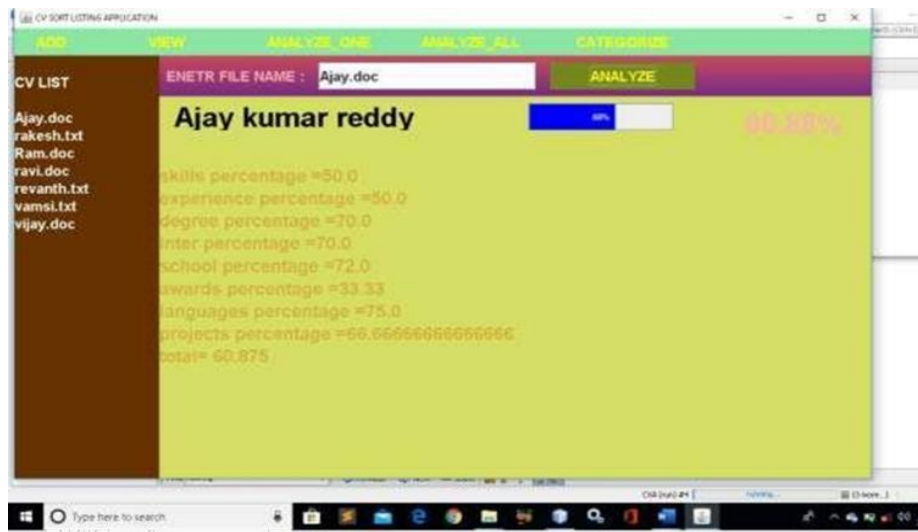 CV SORT LISTING APPLICATION
ADD VIEW ANALYZE_ONE ANALYZE_ALL CATEGORIZE
CV LIST
ENETR FILE NAME : Ajay.doc ANALYZE
Ajay.doc
rakesh.txt
Ram.doc
ravi.doc
revanth.txt
vamsi.txt
vijay.doc
Ajay kumar reddy 60% 60.88%
skills percentage =50.0
experience percentage =50.0
degree percentage =70.0
inter percentage =70.0
school percentage =72.0
awards percentage =33.33
languages percentage =75.0
projects percentage =66.66666666666666
total= 60.875
Type here to search